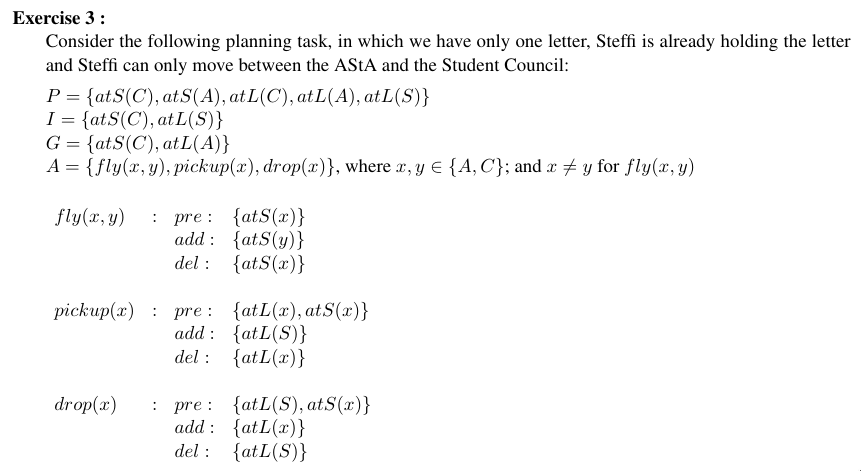 Exercise 3 :
Consider the following planning task, in which we have only one letter, Steffi is already holding the letter
and Steffi can only move between the AStA and the Student Council:
P = {atS(C), atS(A), atL(C), atL(A), atL(S)}
I = {atS(C), atL(S)}
G = {atS(C), atL(A)}
A = {fly(x, y), pickup(x), drop(x)}, where x, y ∈ {A, C}; and x ≠ y for fly(x, y)
fly(x, y) : pre : {atS(x)}
add : {atS(y)}
del : {atS(x)}
pickup(x) : pre : {atL(x), atS(x)}
add : {atL(S)}
del : {atL(x)}
drop(x) : pre : {atL(S), atS(x)}
add : {atL(x)}
del : {atL(S)}